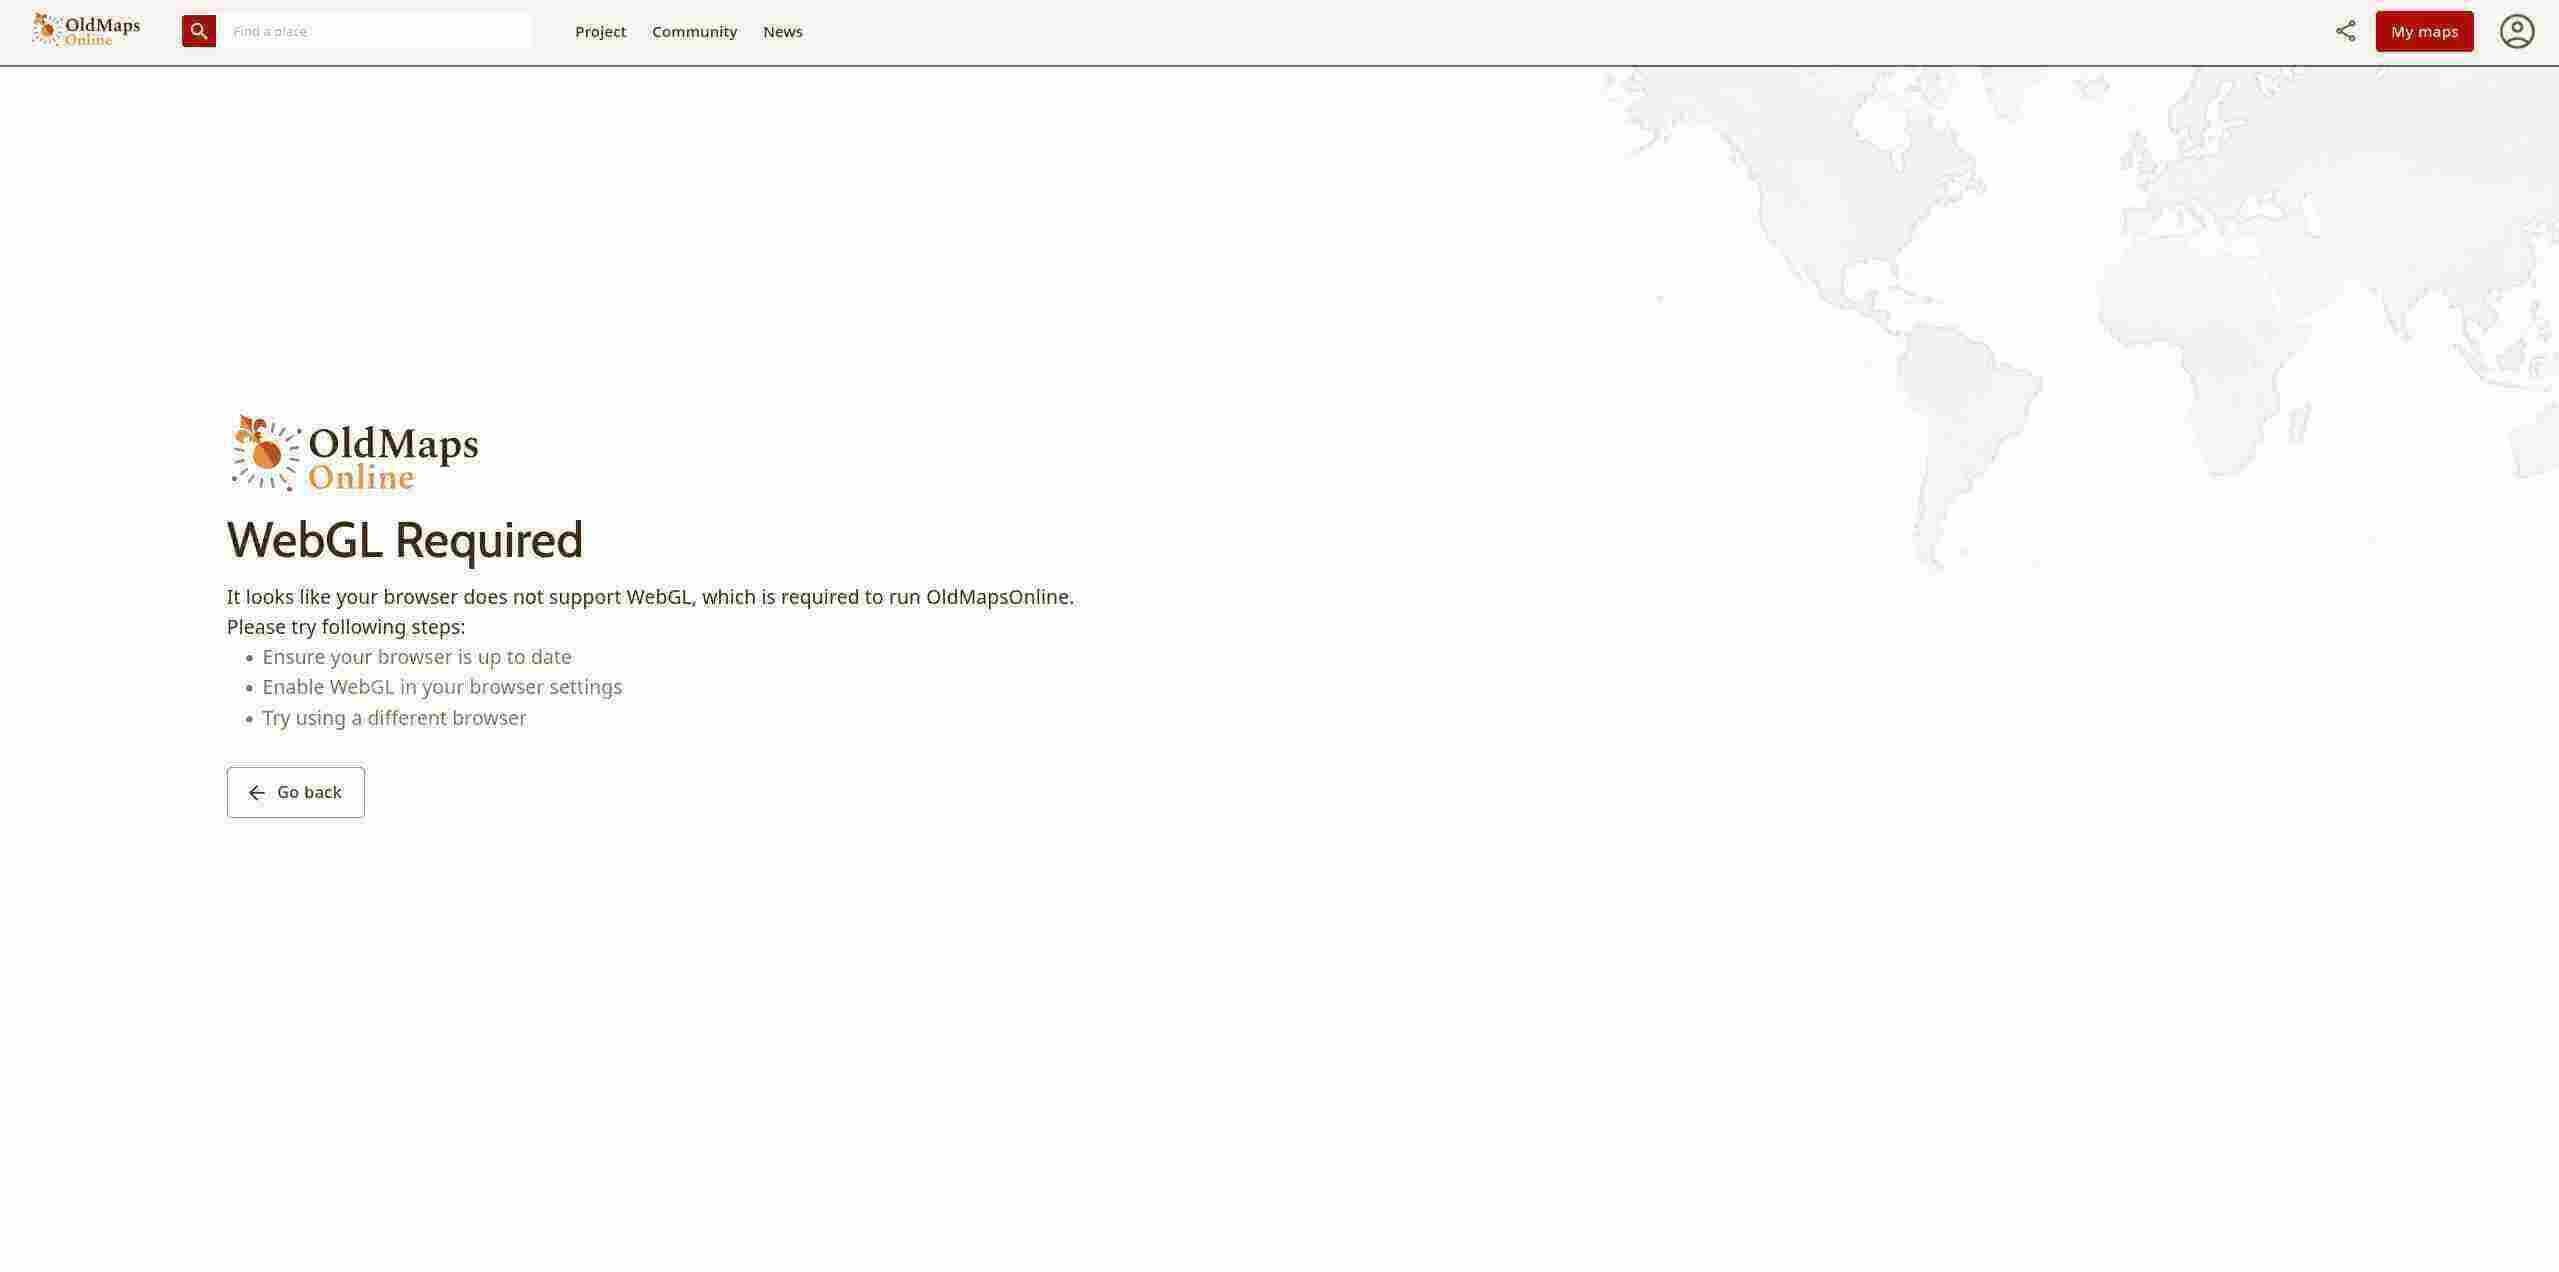 OldMaps
Online
Find a place
Project
Community
News
My maps
OldMaps
Online
WebGL Required
It looks like your browser does not support WebGL, which is required to run OldMapsOnline.
Please try following steps:
Ensure your browser is up to date
Enable WebGL in your browser settings
Try using a different browser
Go back